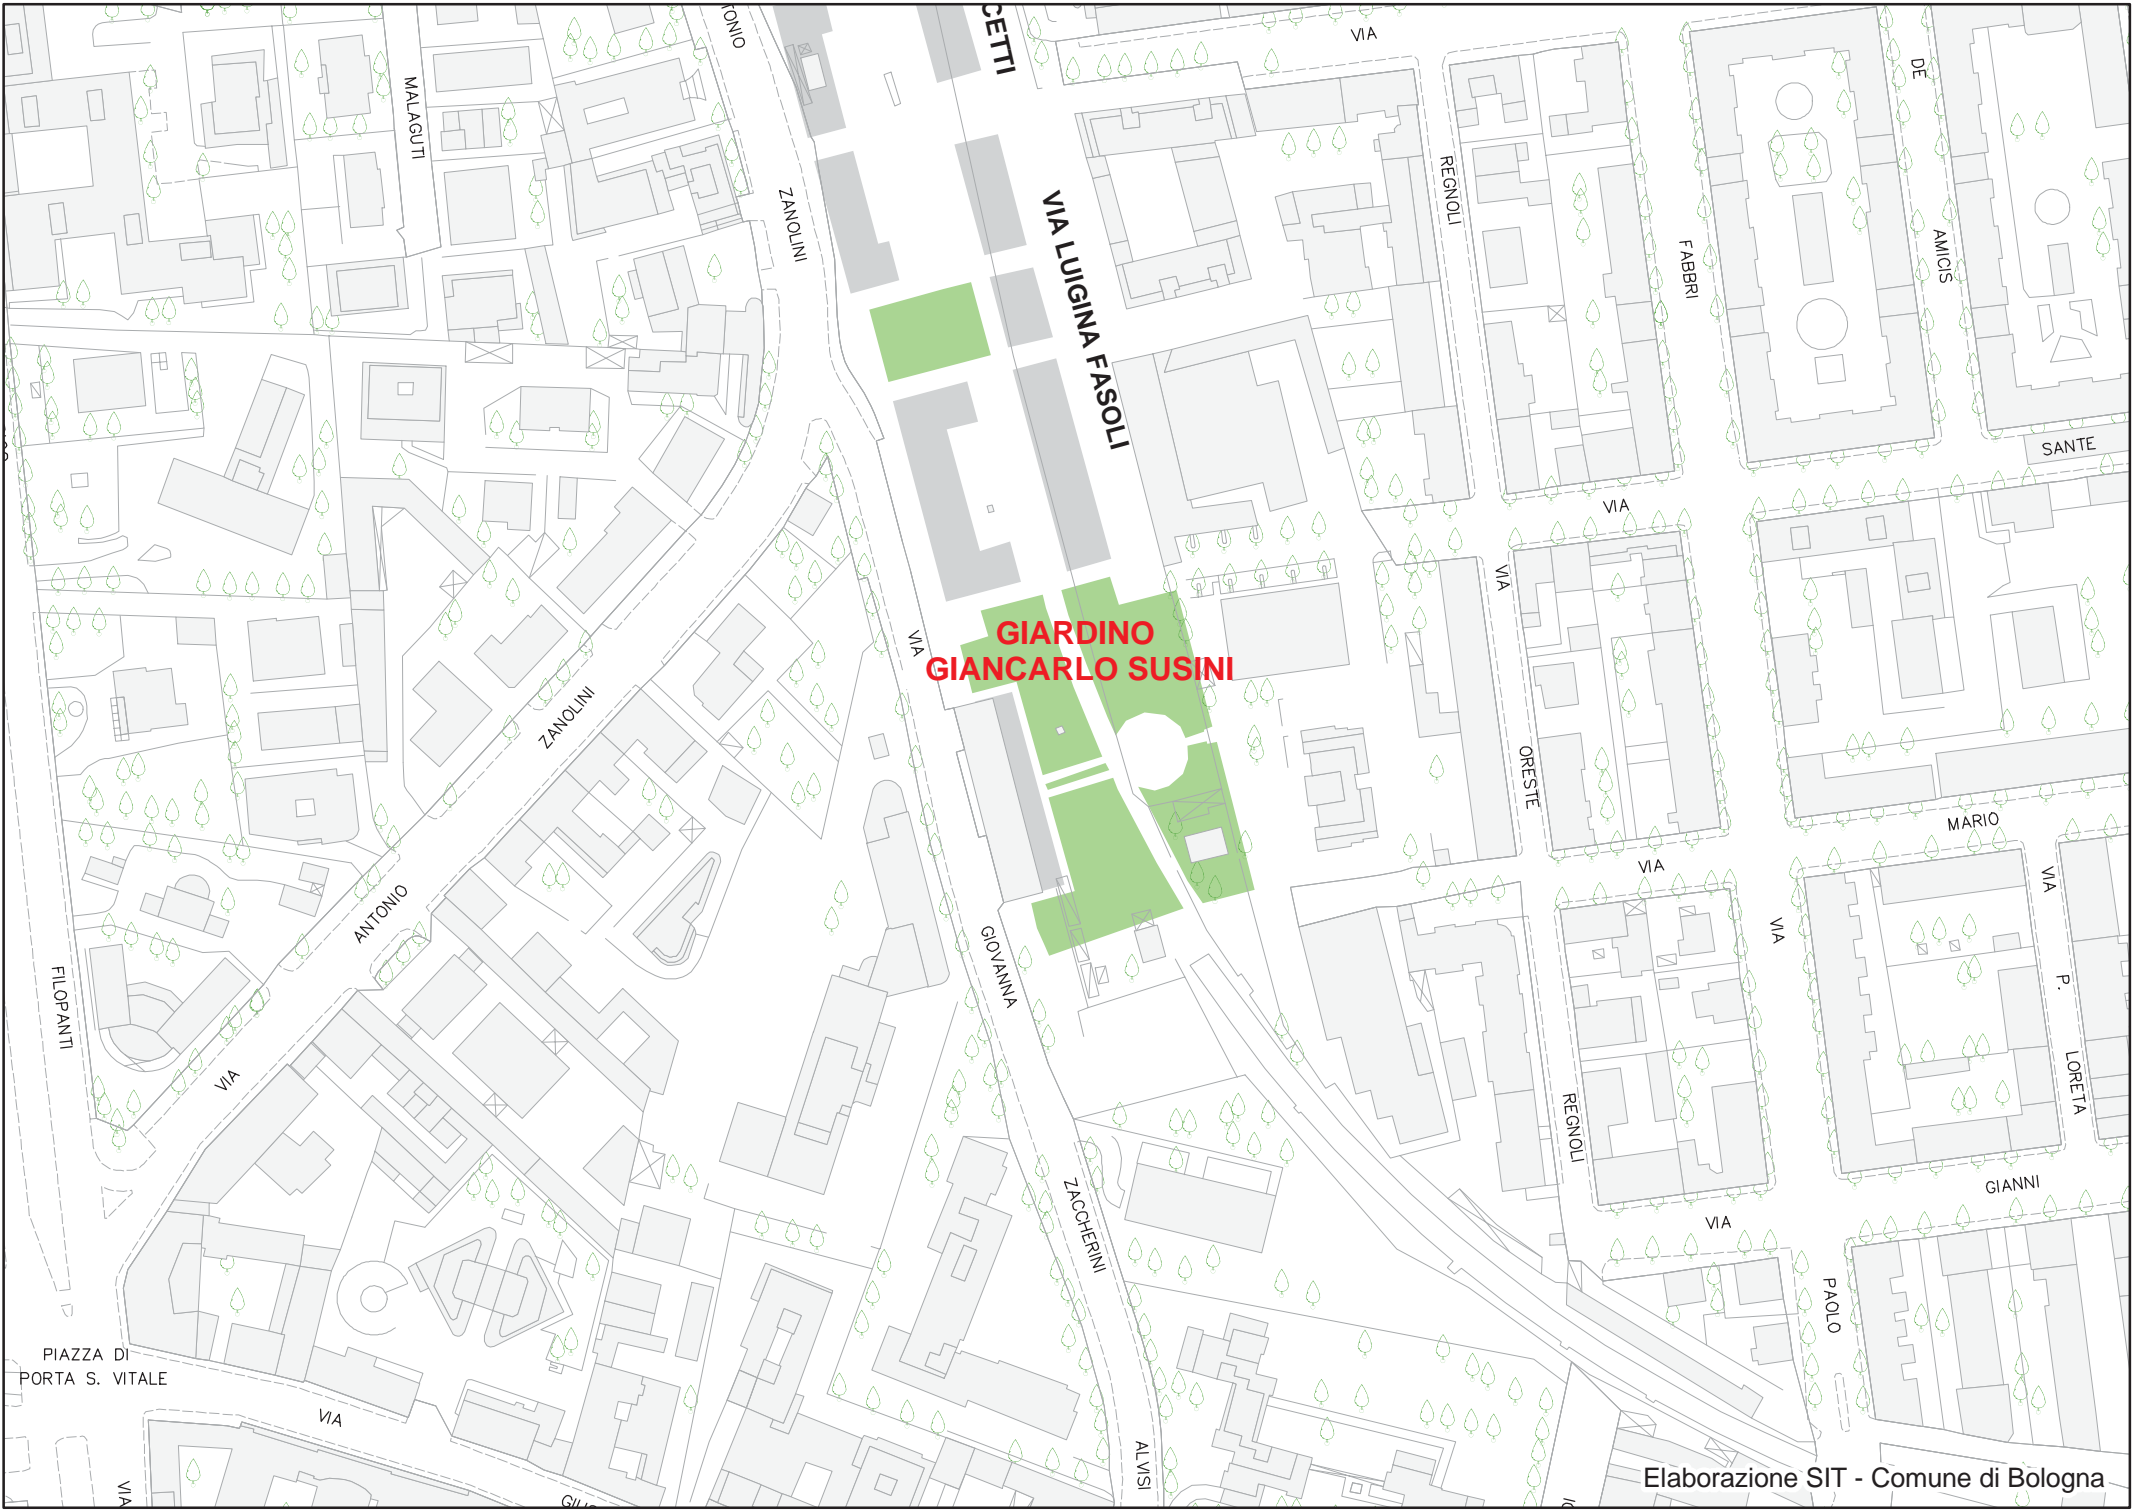 CETTI
VIA
DE
MALAGUTI
ZANOLINI
REGNOLI
VIA LUIGINA FASOLI
FABBRI
AMICIS
SANTE
VIA
VIA
GIARDINO
GIANCARLO SUSINI
VIA
ZANOLINI
ORESTE
MARIO
VIA
VIA
ANTONIO
VIA
GIOVANNA
FILOPANTI
P.
VIA
LORETA
REGNOLI
GIANNI
ZACCHERINI
VIA
PAOLO
PIAZZA DI
PORTA S. VITALE
VIA
ALVISI
VIA
Elaborazione SIT - Comune di Bologna